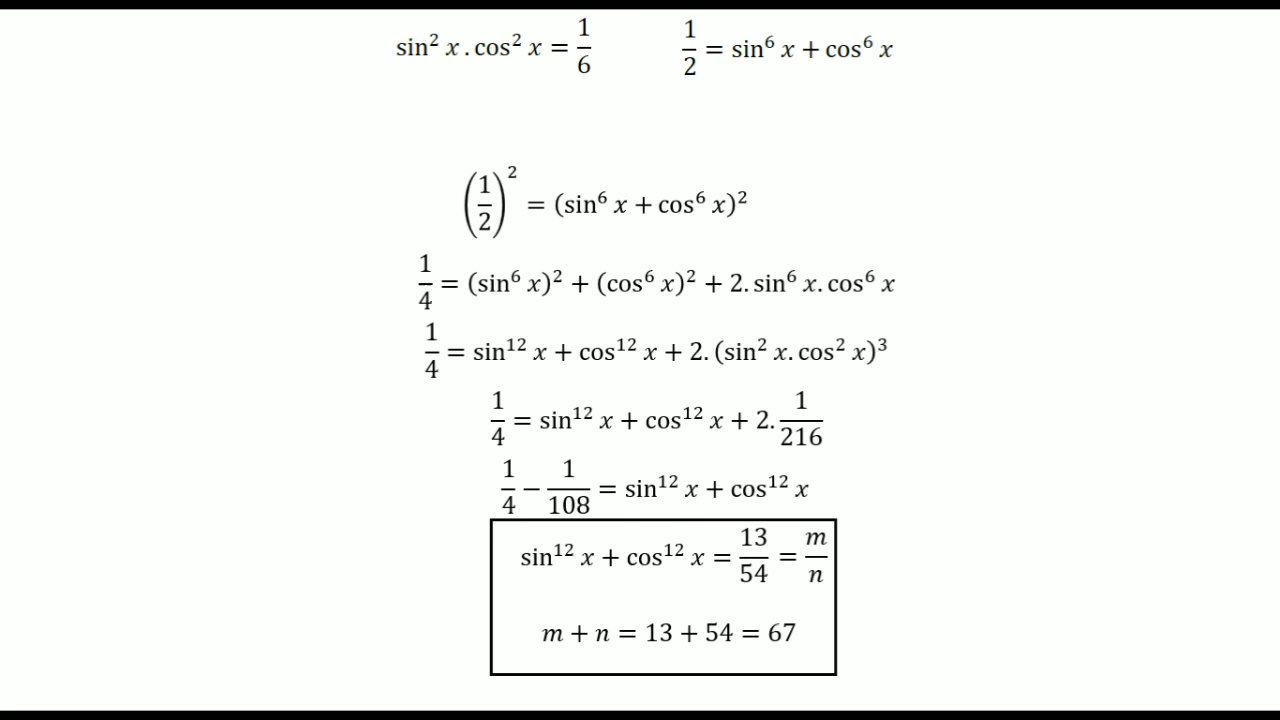 sin² x . cos² x = 1/6    1/2 = sin⁶ x + cos⁶ x
(1/2)² = (sin⁶ x + cos⁶ x)²
1/4 = (sin⁶ x)² + (cos⁶ x)² + 2. sin⁶ x. cos⁶ x
1/4 = sin¹² x + cos¹² x + 2. (sin² x. cos² x)³
1/4 = sin¹² x + cos¹² x + 2. 1/216
1/4 − 1/108 = sin¹² x + cos¹² x
sin¹² x + cos¹² x = 13/54 = m/n
m + n = 13 + 54 = 67